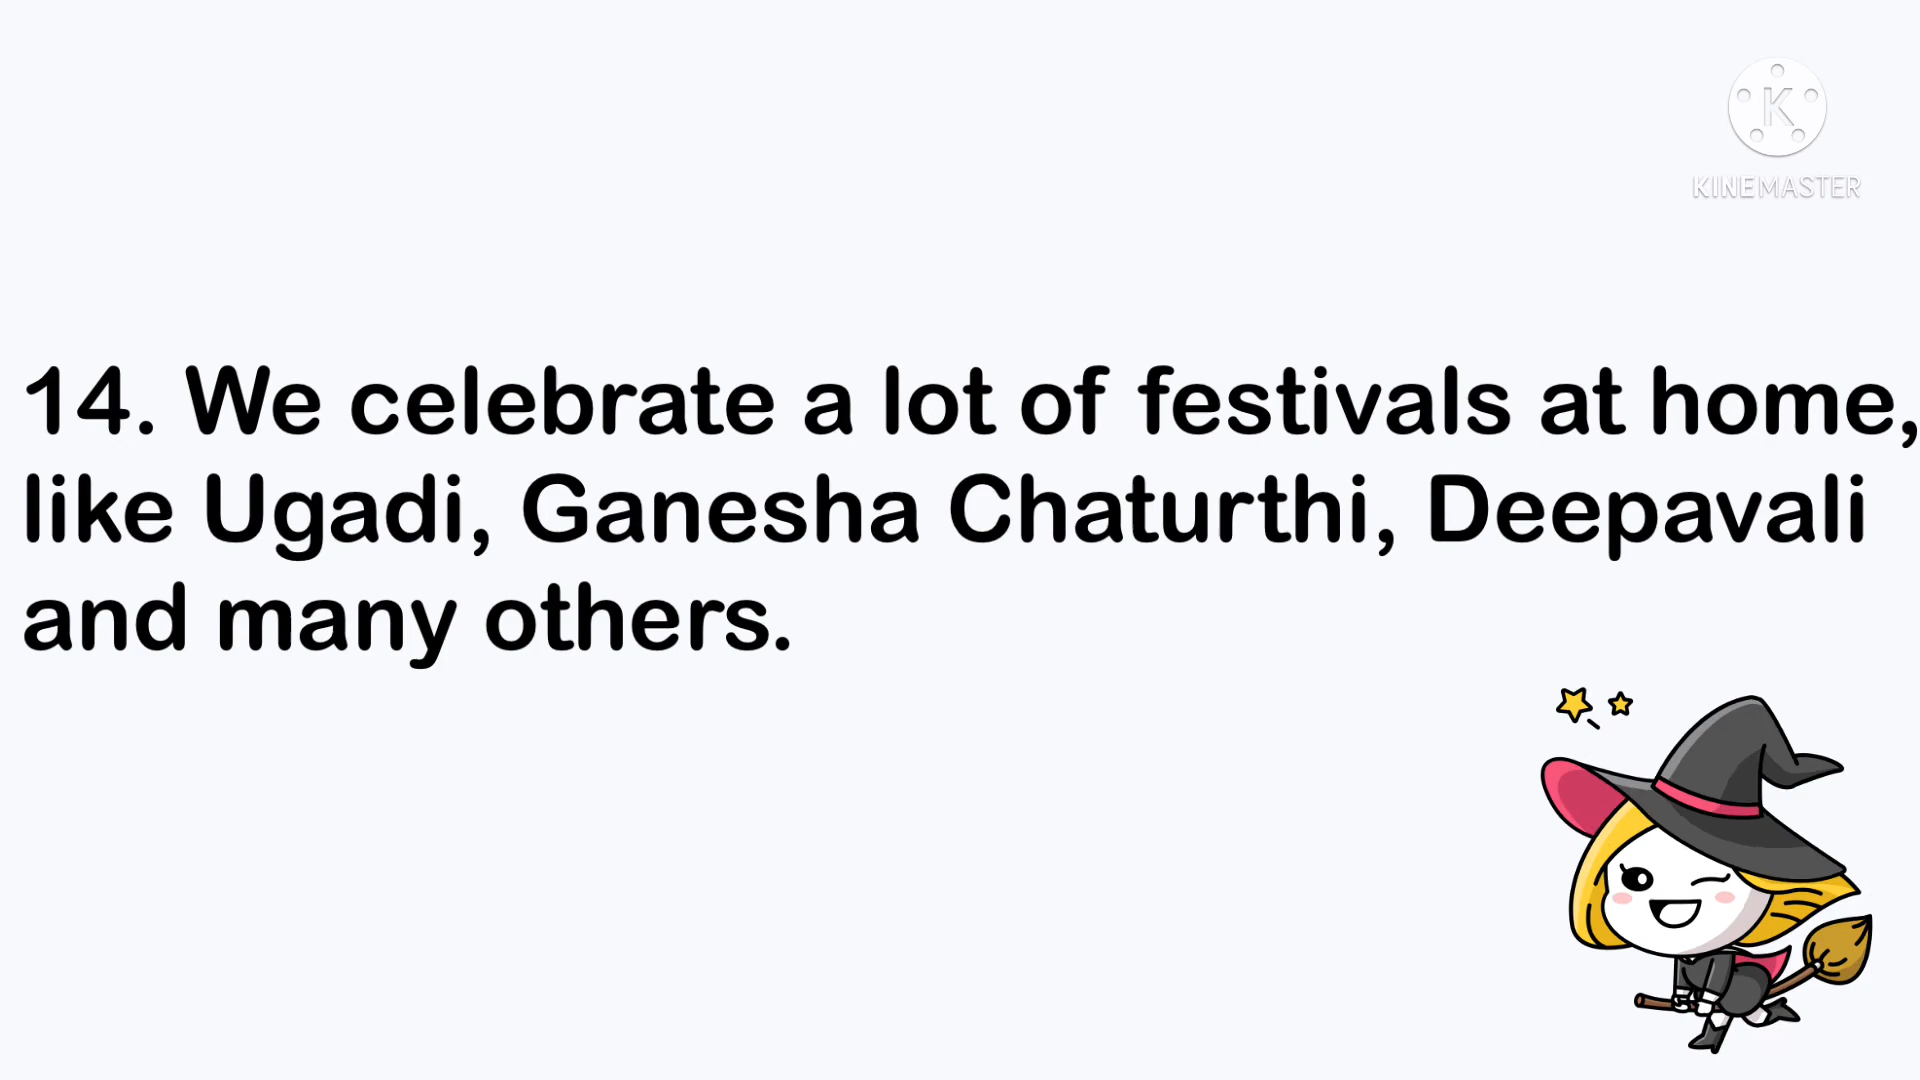 K
KINEMASTER
14. We celebrate a lot of festivals at home,
like Ugadi, Ganesha Chaturthi, Deepavali
and many others.